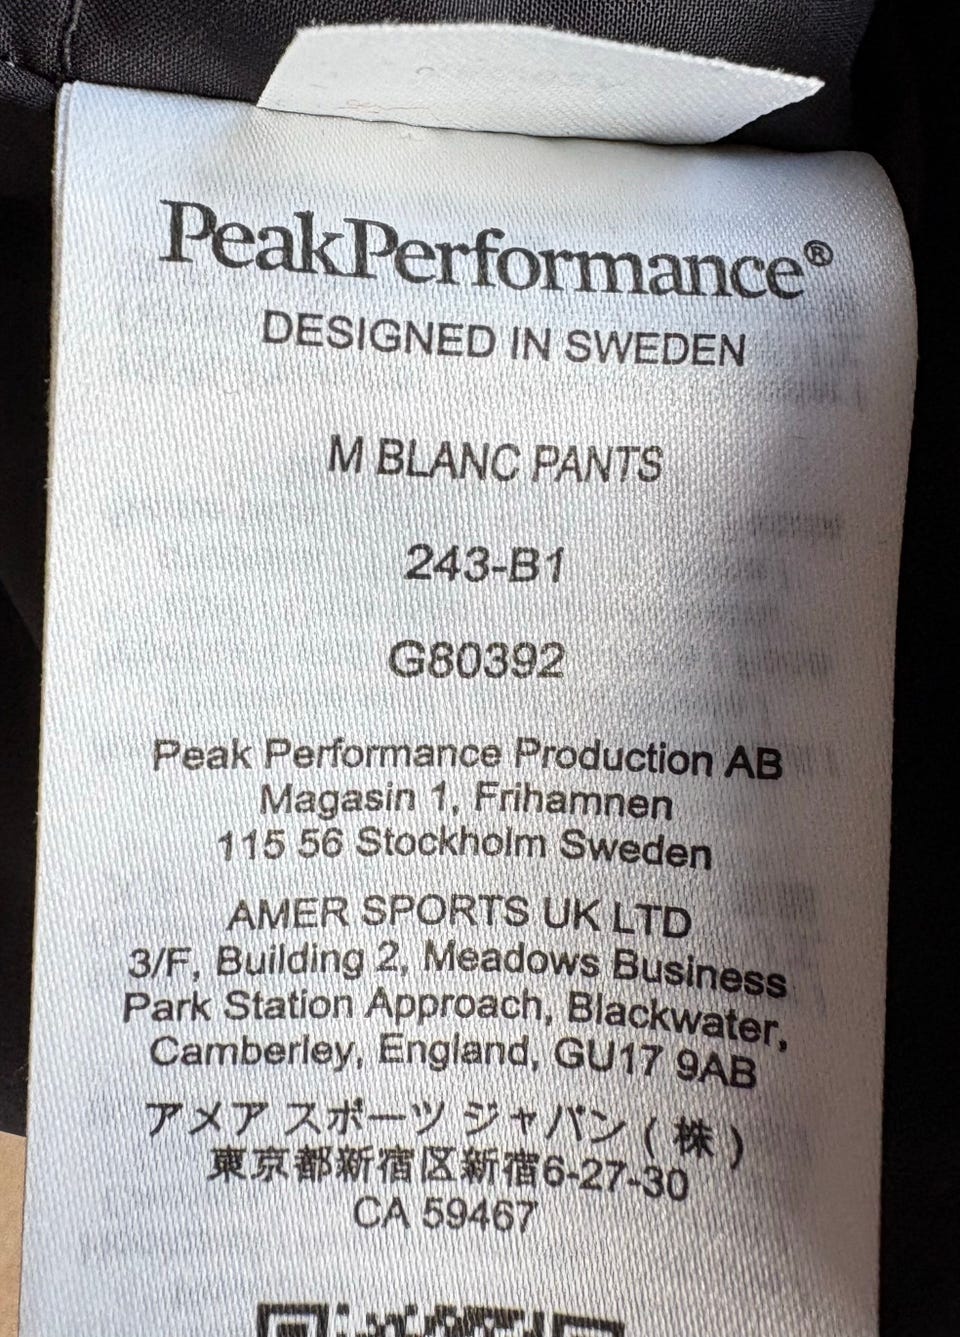 PeakPerformance®
DESIGNED IN SWEDEN
M BLANC PANTS
243-B1
G80392
Peak Performance Production AB
Magasin 1, Frihamnen
115 56 Stockholm Sweden
AMER SPORTS UK LTD
3/F, Building 2, Meadows Business
Park Station Approach, Blackwater,
Camberley, England, GU17 9AB
アメア スポーツ ジャパン ( 株 )
東京都新宿区新宿6-27-30
CA 59467